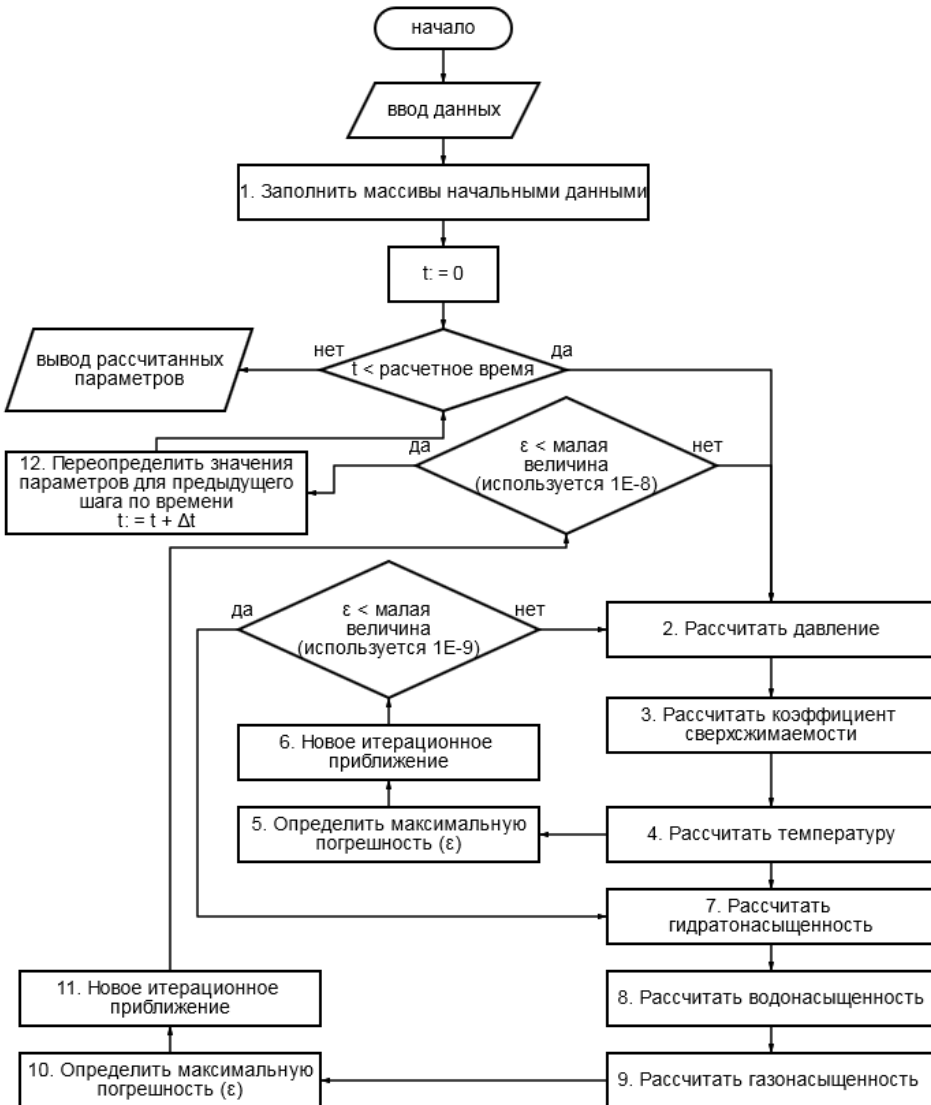 начало
ввод данных
1. Заполнить массивы начальными данными
t: = 0
нет
t < расчетное время
да
вывод рассчитанных
параметров
да
ε < малая
величина
(используется 1E-8)
нет
12. Переопределить значения
параметров для предыдущего
шага по времени
t: = t + Δt
да
ε < малая
величина
(используется 1E-9)
нет
2. Рассчитать давление
3. Рассчитать коэффициент
сверхсжимаемости
6. Новое итерационное
приближение
5. Определить максимальную
погрешность (ε)
4. Рассчитать температуру
7. Рассчитать
гидратонасыщенность
11. Новое итерационное
приближение
8. Рассчитать водонасыщенность
10. Определить максимальную
погрешность (ε)
9. Рассчитать газонасыщенность